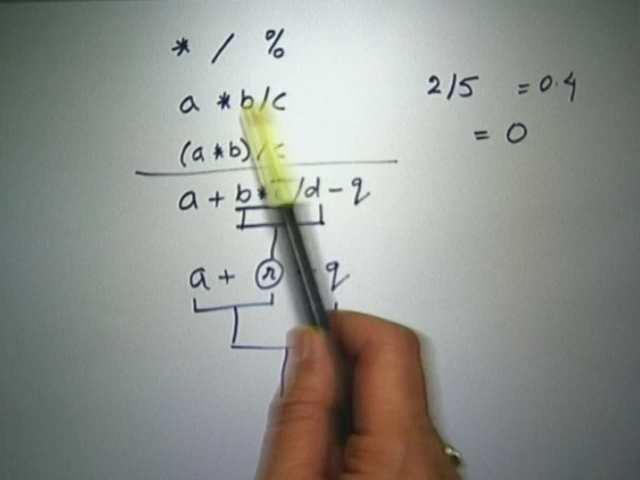 * / %
a * b/c
(a * b) /
a + b * /d - q
a + r q
2/5 = 0.4
= 0